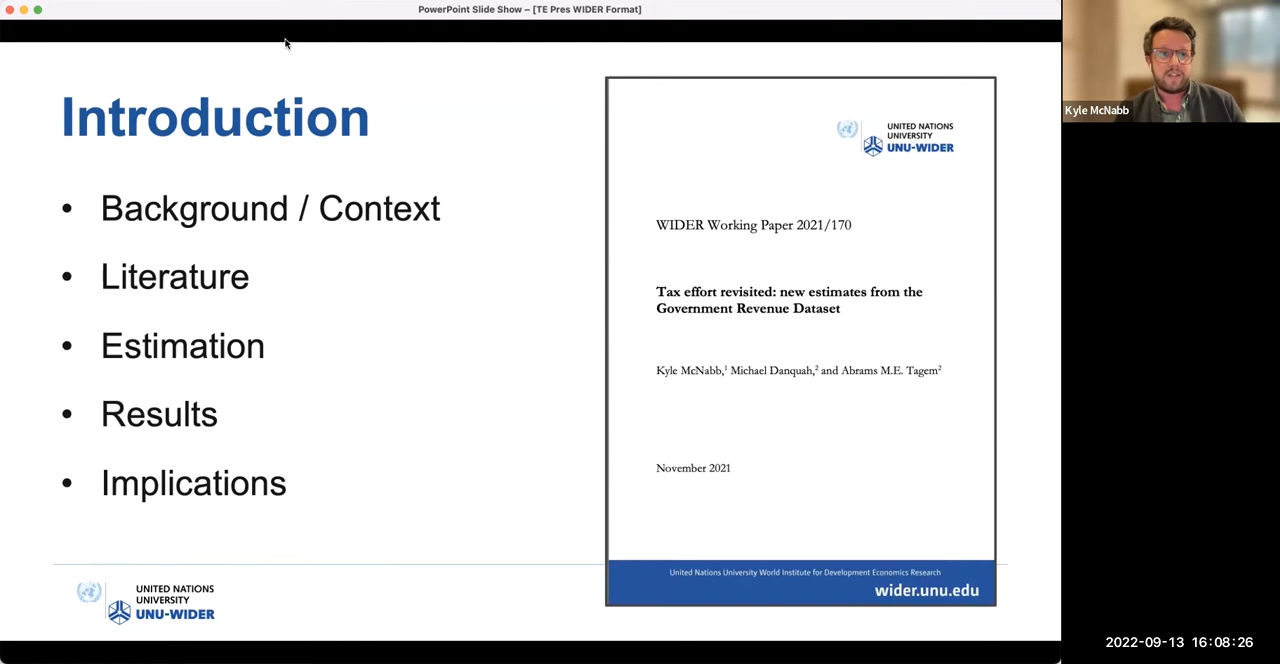 PowerPoint Slide Show – [TE Pres WIDER Format]
Introduction
• Background / Context
• Literature
• Estimation
• Results
• Implications
UNITED NATIONS
UNIVERSITY
UNU-WIDER
UNITED NATIONS
UNIVERSITY
UNU-WIDER
WIDER Working Paper 2021/170
Tax effort revisited: new estimates from the
Government Revenue Dataset
Kyle McNabb,¹ Michael Danquah,² and Abrams M.E. Tagem²
November 2021
United Nations University World Institute for Development Economics Research
wider.unu.edu
Kyle McNabb
2022-09-13 16:08:26